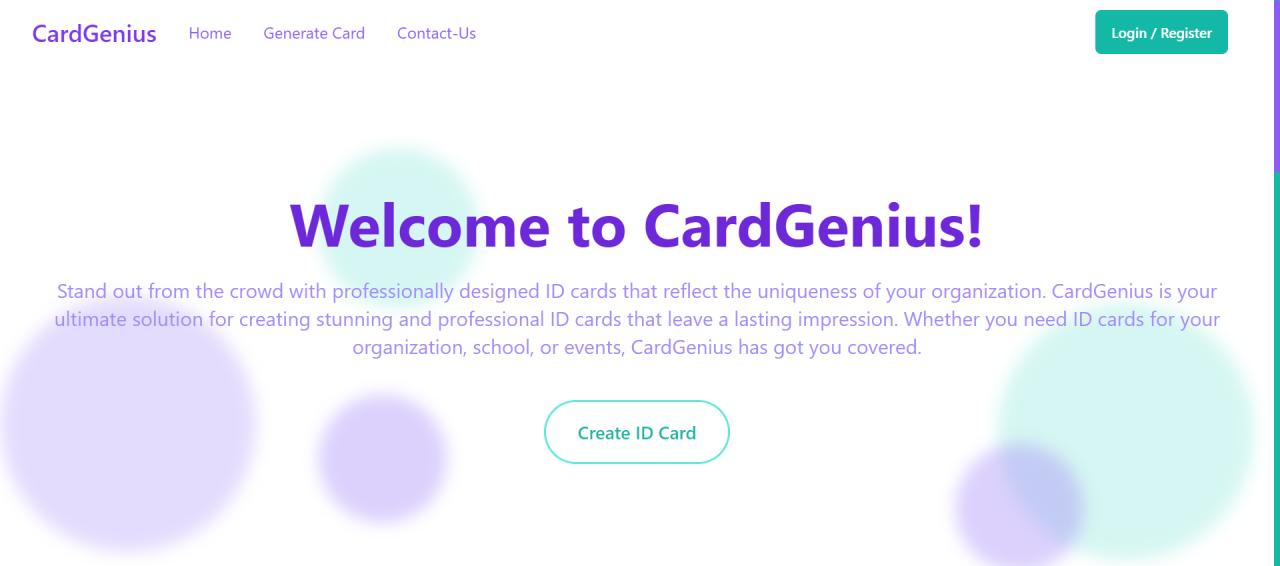 CardGenius Home Generate Card Contact-Us Login / Register
Welcome to CardGenius!
Stand out from the crowd with professionally designed ID cards that reflect the uniqueness of your organization. CardGenius is your
ultimate solution for creating stunning and professional ID cards that leave a lasting impression. Whether you need ID cards for your
organization, school, or events, CardGenius has got you covered.
Create ID Card